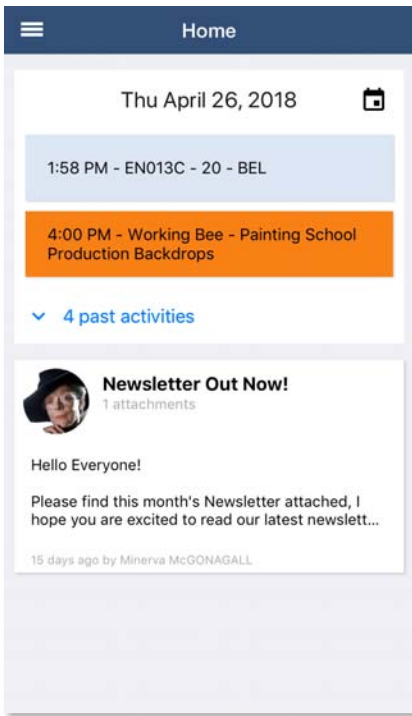 Home
Thu April 26, 2018
1:58 PM - EN013C - 20 - BEL
4:00 PM - Working Bee - Painting School
Production Backdrops
4 past activities
Newsletter Out Now!
1 attachments
Hello Everyone!
Please find this month's Newsletter attached, I
hope you are excited to read our latest newslett...
15 days ago by Minerva McGONAGALL